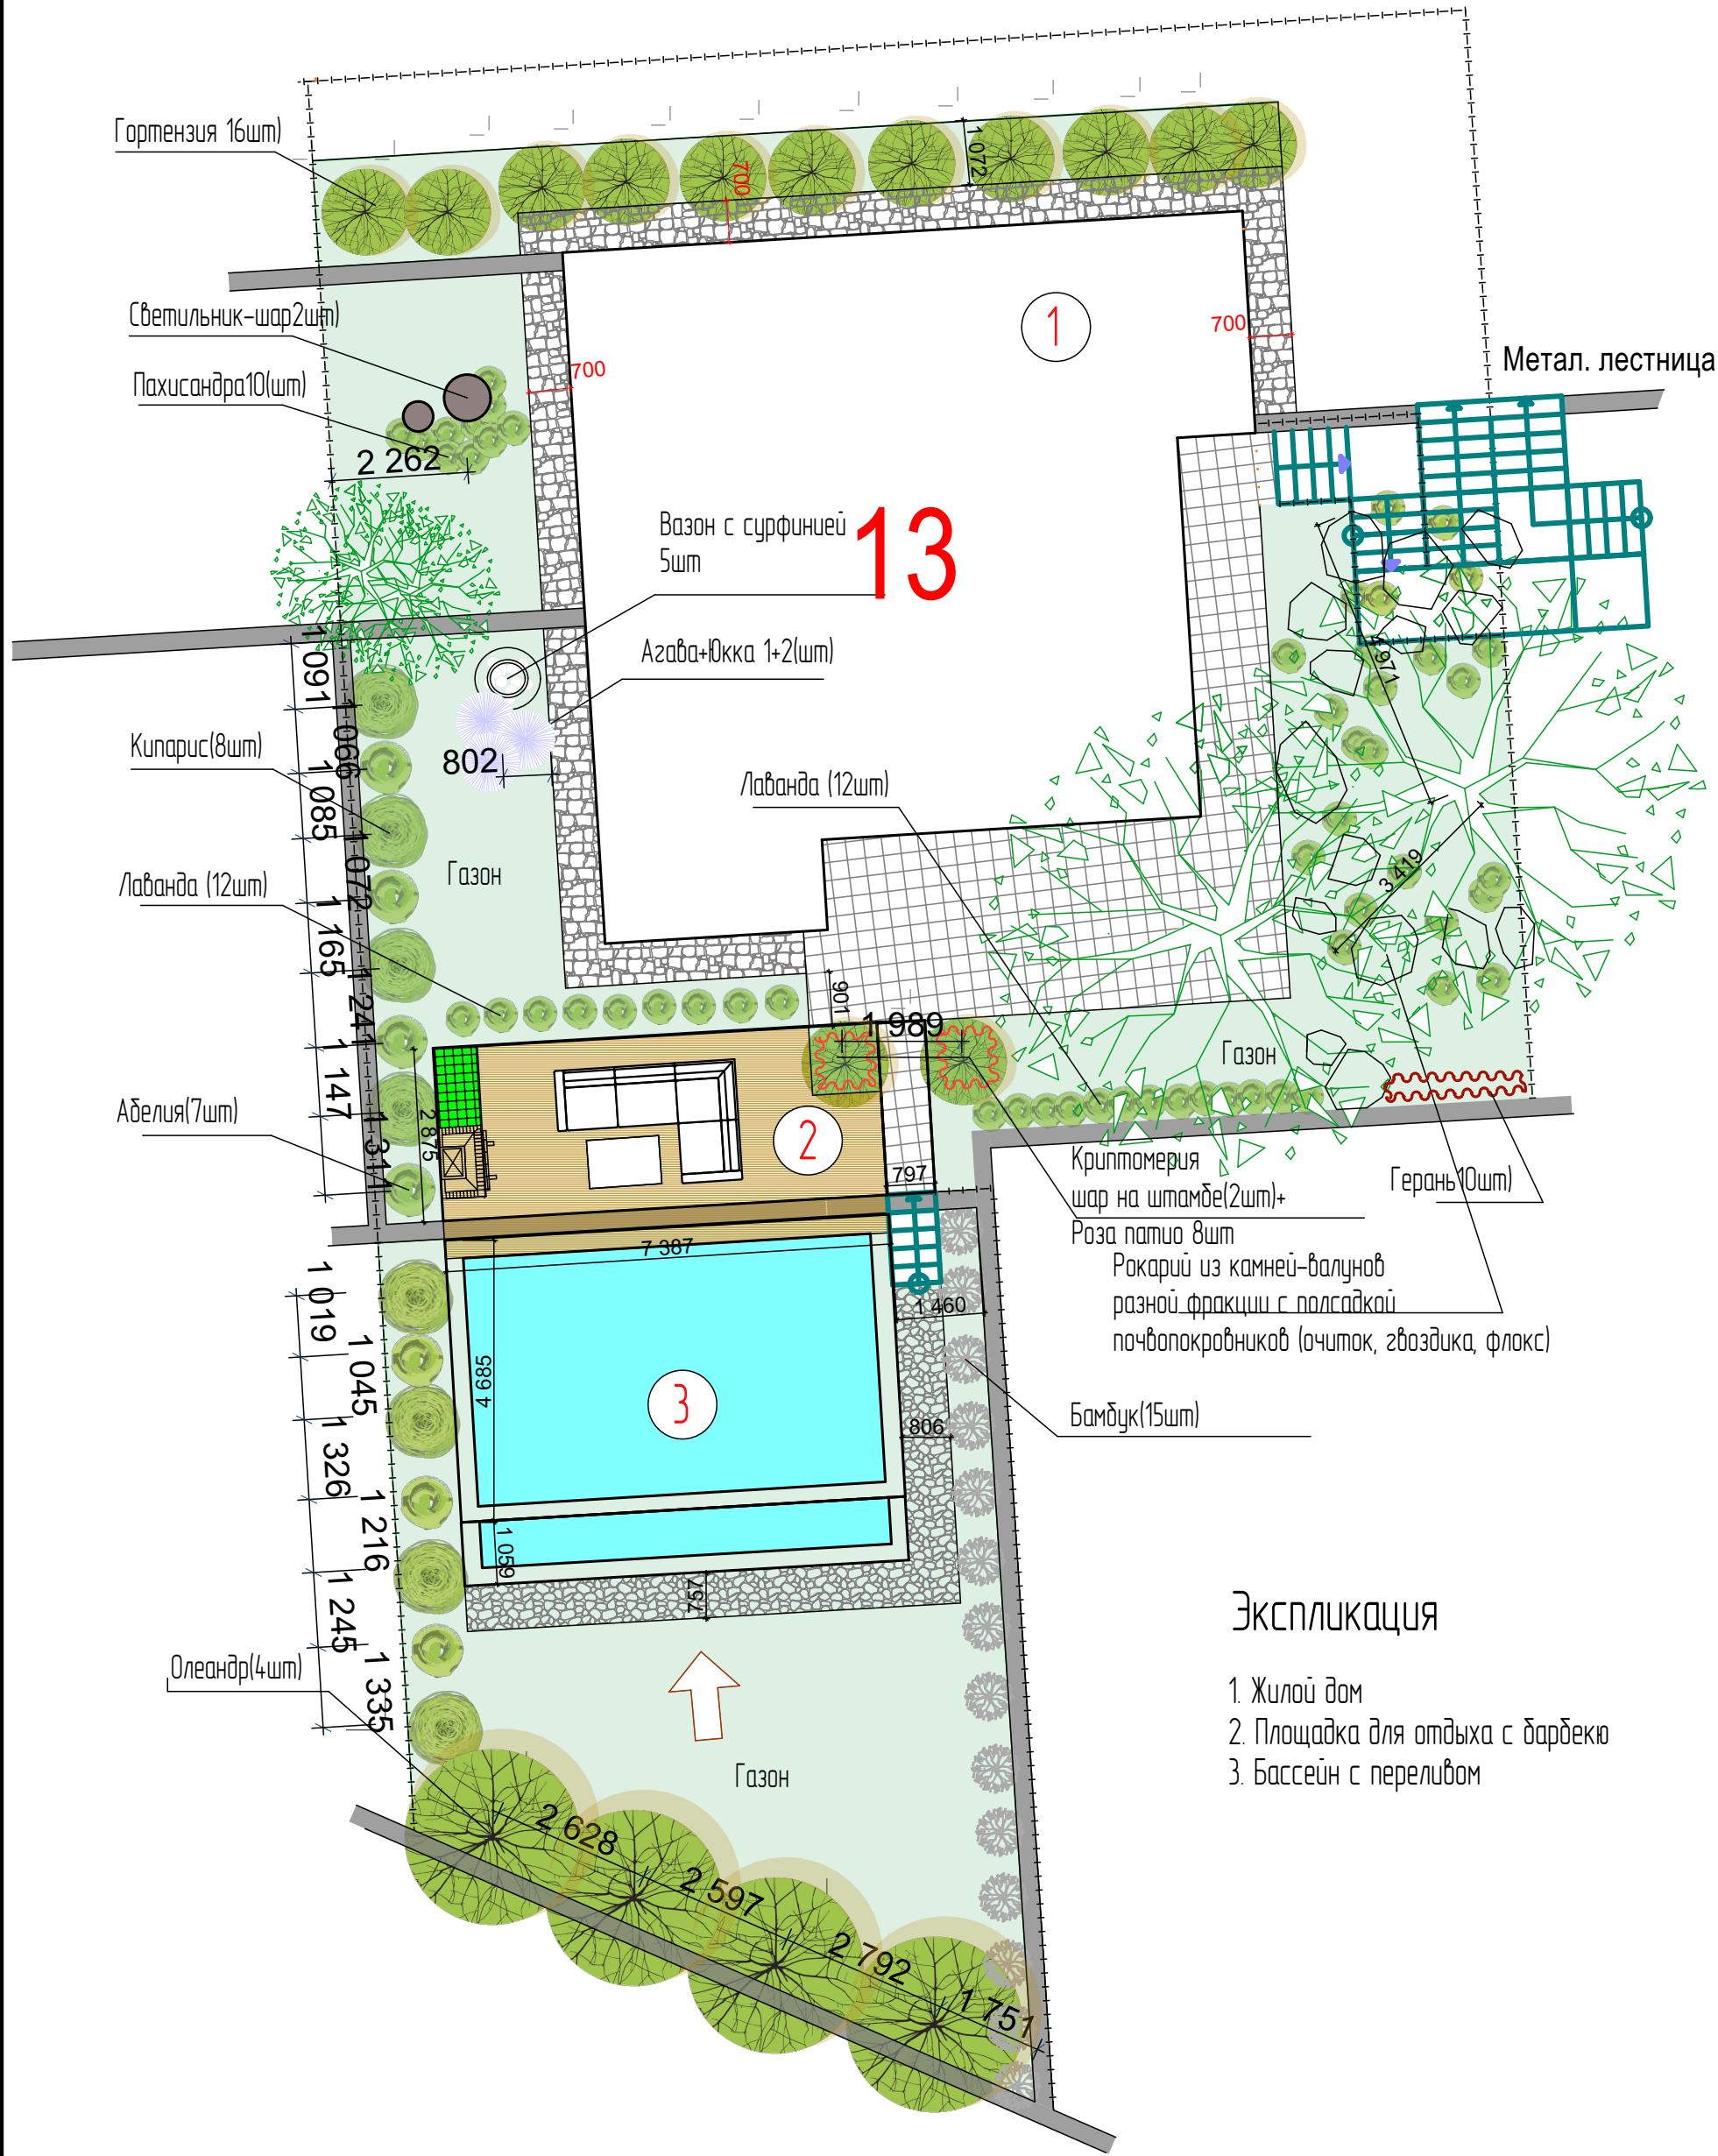 Гортензия 16шт)
1 072
700
Светильник-шар2шт)
1
700
700
Метал. лестница
Пахисандра10(шт)
2 262
Вазон с сурфинией
5шт
13
Агава+Юкка 1+2(шт)
1 091
1 066
1 085
1 072
1 165
1 241
1 147
1 311
Кипарис(8шт)
802
Лаванда (12шт)
Лаванда (12шт)
Газон
3 419
901
1 989
Газон
Абелия(7шт)
2 875
2
797
Криптомерия
шар на штамбе(2шт)+
Роза патио 8шт
Герань10шт)
Рокарий из камней-валунов
разной фракции с полсадкой
почвопокровников (очиток, гвоздика, флокс)
7 387
1 460
1 019
1 045
1 326
1 216
1 245
1 335
4 685
3
806
Бамбук(15шт)
1 059
757
Экспликация
1. Жилой дом
2. Площадка для отдыха с барбекю
3. Бассейн с переливом
Олеандр(4шт)
Газон
2 628
2 597
2 792
1 751